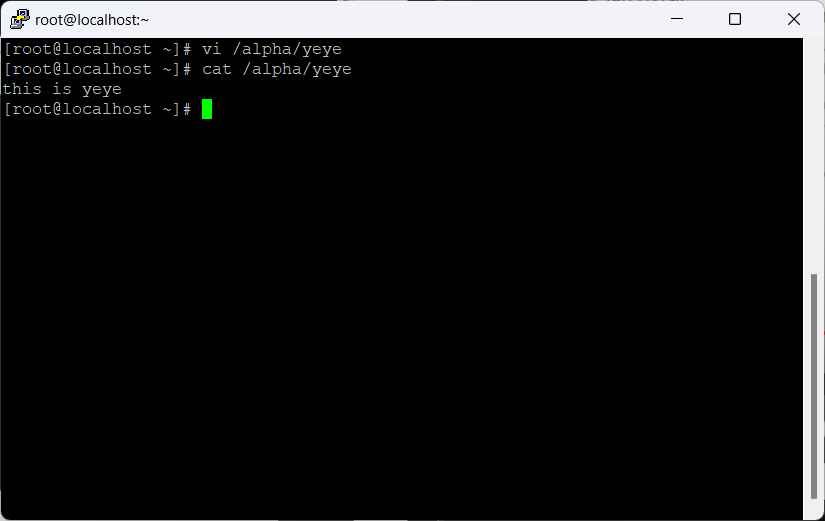 root@localhost:~
[root@localhost ~]# vi /alpha/yeye
[root@localhost ~]# cat /alpha/yeye
this is yeye
[root@localhost ~]#